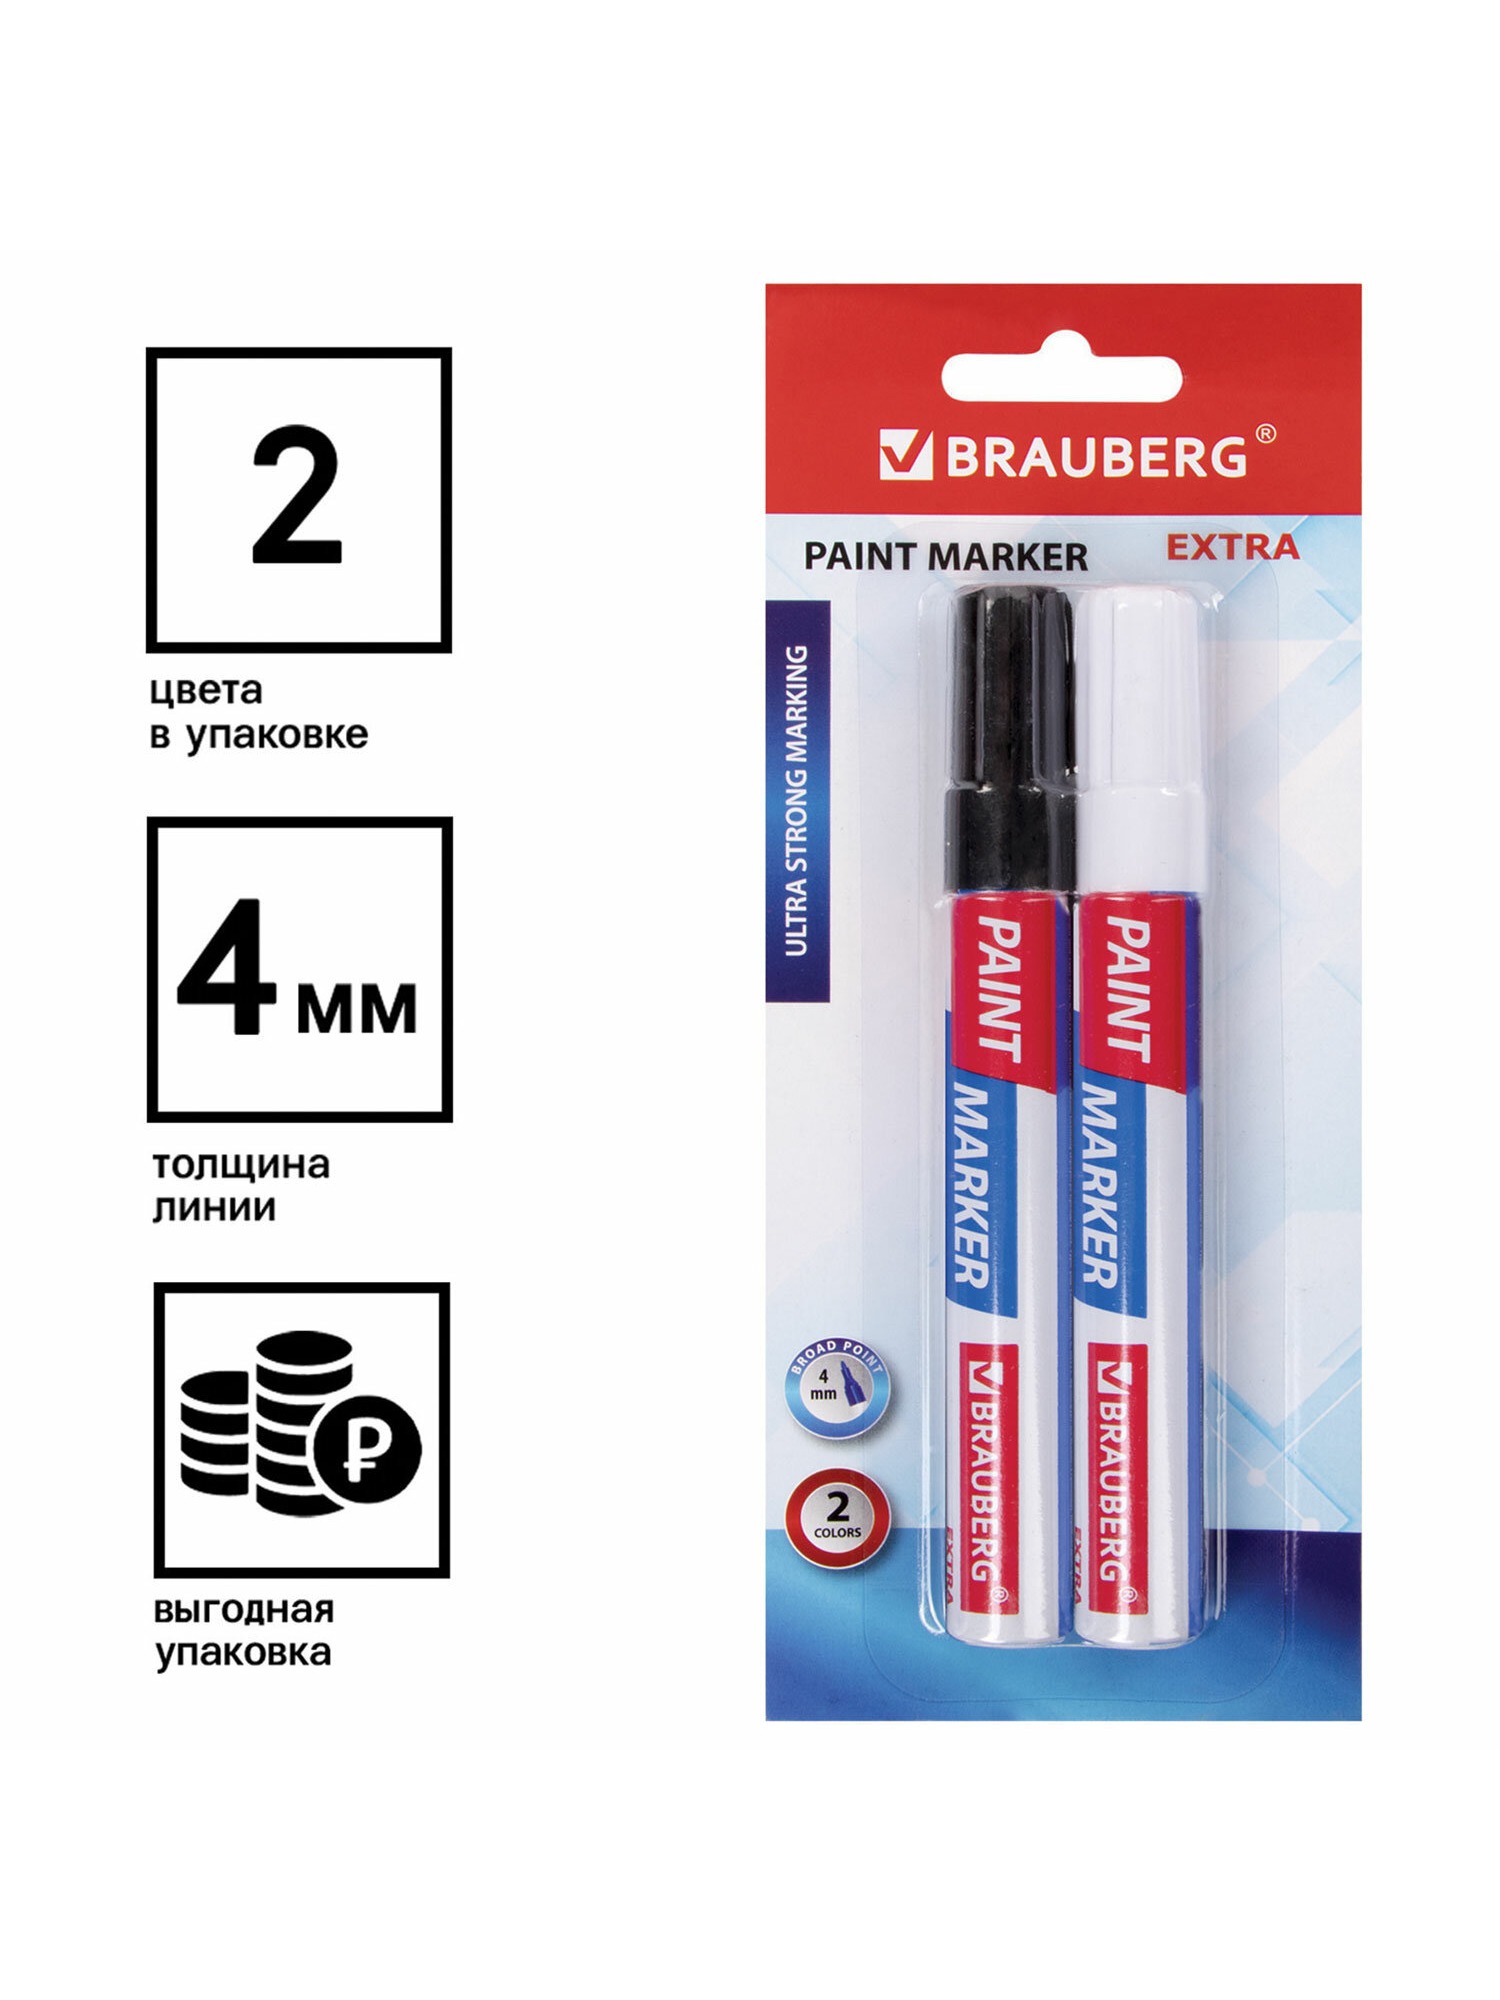 2
цвета
в упаковке
4 мм
толщина
линии
₽
выгодная
упаковка
BRAUBERG®
PAINT MARKER
EXTRA
ULTRA STRONG MARKING
PAINT
MARKER
BRAUBERG®
EXTRA
PAINT
MARKER
BRAUBERG®
EXTRA
BROAD POINT
4
mm
2
COLORS